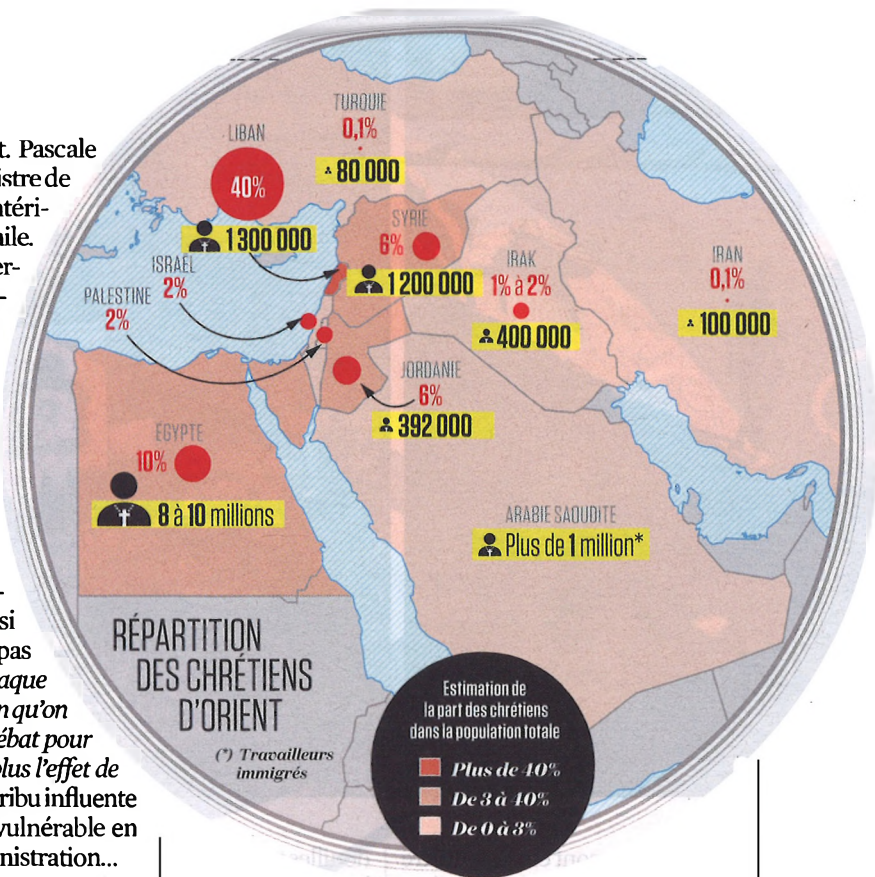 t. Pascale
istre de
ntéri-
aile.
er-
-
TURQUIE
0,1%
80 000
LIBAN
40%
1 300 000
SYRIE
6%
1 200 000
ISRAËL
2%
PALESTINE
2%
IRAK
1% à 2%
400 000
IRAN
0,1%
100 000
JORDANIE
6%
392 000
EGYPTE
10%
8 à 10 millions
ARABIE SAOUDITE
Plus de 1 million*
RÉPARTITION
DES CHRÉTIENS
D'ORIENT
(*) Travailleurs
immigrés
Estimation de
la part des chrétiens
dans la population totale
Plus de 40%
De 3 à 40%
De 0 à 3%
-
si
pas
aque
n qu'on
ébat pour
plus l'effet de
ribu influente
vulnérable en
nistration...